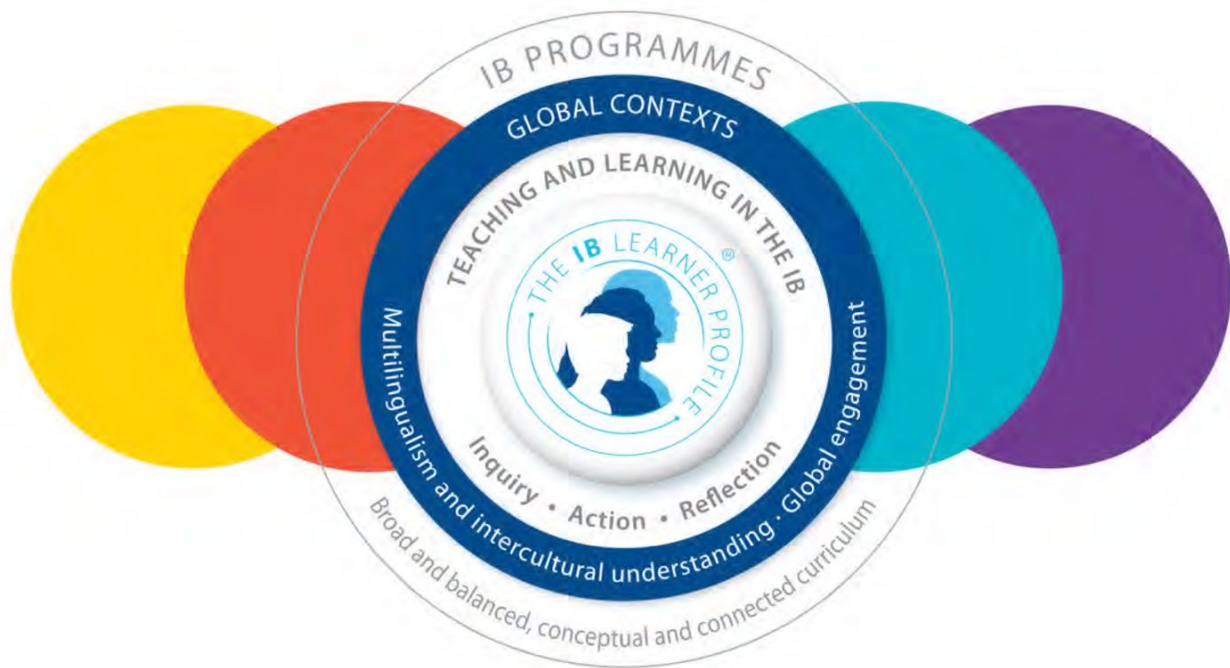 IB PROGRAMMES
GLOBAL CONTEXTS
TEACHING AND LEARNING IN THE IB
THE IB LEARNER PROFILE®
Inquiry • Action • Reflection
Multilingualism and intercultural understanding · Global engagement
Broad and balanced, conceptual and connected curriculum